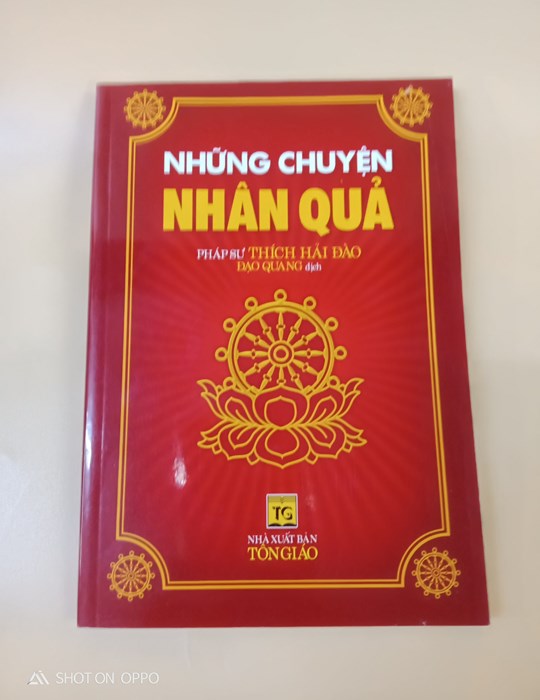 NHỮNG CHUYỆN
NHÂN QUẢ
PHÁP SƯ THÍCH HẢI ĐÀO
ĐẠO QUANG dịch
TG
NHÀ XUẤT BẢN
TÔN GIÁO
SHOT ON OPPO